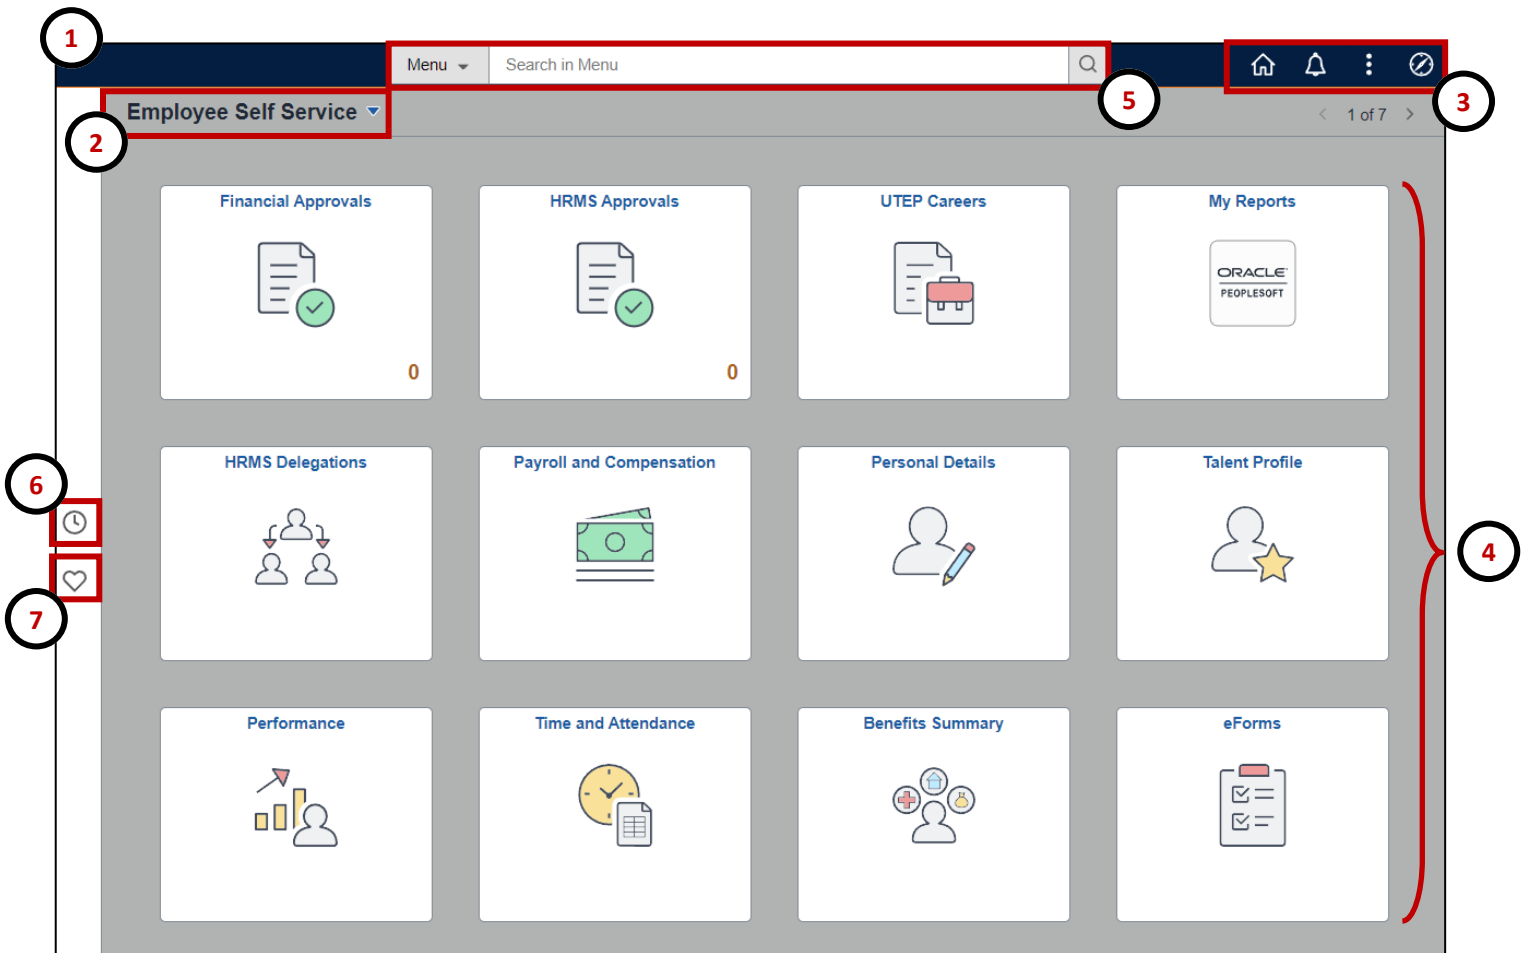 1
Menu Search in Menu
5
3
Employee Self Service
2
1 of 7
Financial Approvals
HRMS Approvals
UTEP Careers
My Reports
ORACLE
PEOPLESOFT
0
0
HRMS Delegations
Payroll and Compensation
Personal Details
Talent Profile
6
4
7
Performance
Time and Attendance
Benefits Summary
eForms